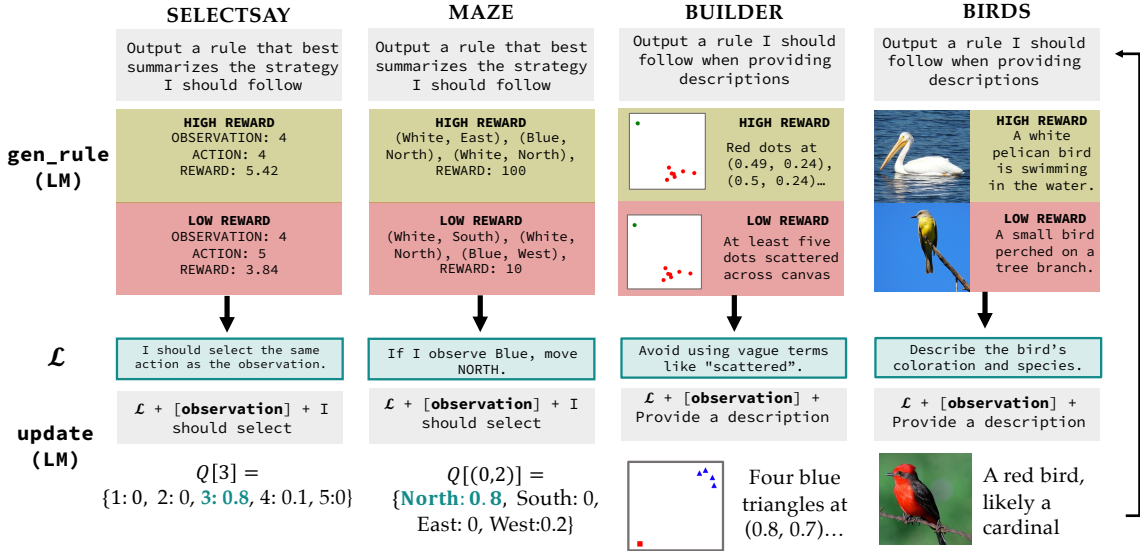 SELECTSAY
MAZE
BUILDER
BIRDS
Output a rule that best
summarizes the strategy
I should follow
Output a rule that best
summarizes the strategy
I should follow
Output a rule I should
follow when providing
descriptions
Output a rule I should
follow when providing
descriptions
gen_rule
(LM)
HIGH REWARD
OBSERVATION: 4
ACTION: 4
REWARD: 5.42
HIGH REWARD
(White, East), (Blue,
North), (White, North),
REWARD: 100
HIGH REWARD
Red dots at
(0.49, 0.24),
(0.5, 0.24)…
HIGH REWARD
A white
pelican bird
is swimming
in the water.
LOW REWARD
OBSERVATION: 4
ACTION: 5
REWARD: 3.84
LOW REWARD
(White, South), (White,
North), (Blue, West),
REWARD: 10
LOW REWARD
At least five
dots scattered
across canvas
LOW REWARD
A small bird
perched on a
tree branch.
ℒ
I should select the same
action as the observation.
If I observe Blue, move
NORTH.
Avoid using vague terms
like "scattered".
Describe the bird's
coloration and species.
update
(LM)
ℒ + [observation] + I
should select
ℒ + [observation] + I
should select
ℒ + [observation] +
Provide a description
ℒ + [observation] +
Provide a description
Q[3] =
{1: 0, 2: 0, 3: 0.8, 4: 0.1, 5:0}
Q[(0,2)] =
{North: 0.8, South: 0,
East: 0, West:0.2}
Four blue
triangles at
(0.8, 0.7)…
A red bird,
likely a
cardinal